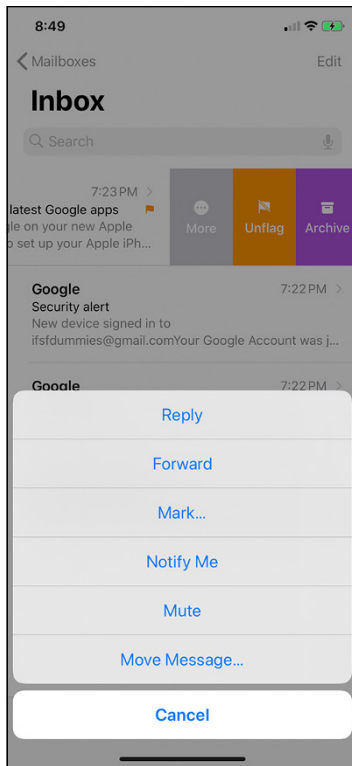 8:49
Mailboxes
Edit
Inbox
Search
7:23 PM
latest Google apps
gle on your new Apple
o set up your Apple iPh...
More
Unflag
Archive
Google 7:22 PM
Security alert
New device signed in to
ifsfdummies@gmail.comYour Google Account was j...
Google 7:22 PM
Reply
Forward
Mark...
Notify Me
Mute
Move Message...
Cancel